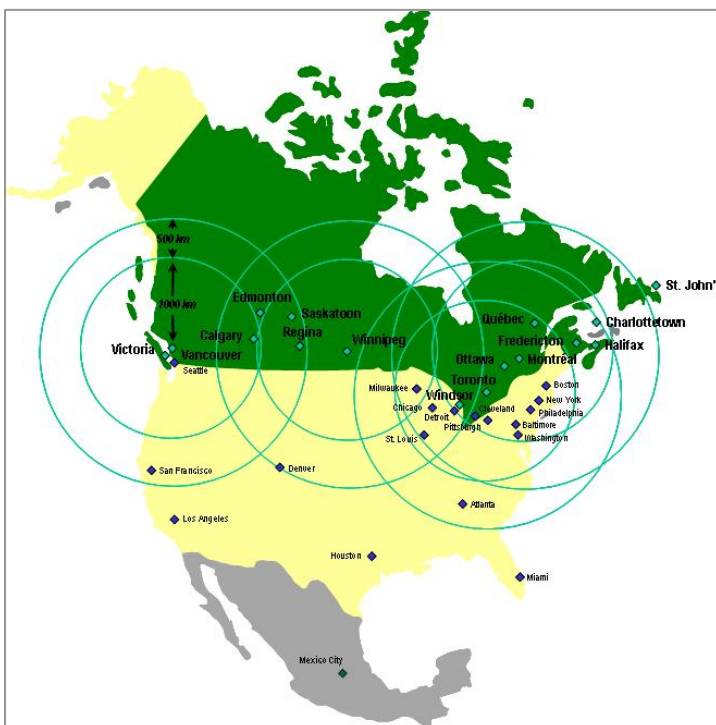 500 km
1000 km
Edmonton
Saskatoon
St. John'
Calgary
Regina
Winnipeg
Québec
Charlottetown
Fredericton
Halifax
Victoria
Vancouver
Seattle
Ottawa
Montréal
Toronto
Windsor
Milwaukee
Chicago
Detroit
Cleveland
Pittsburgh
Boston
New York
Philadelphia
Baltimore
Washington
St. Louis
San Francisco
Denver
Atlanta
Los Angeles
Houston
Miami
Mexico City